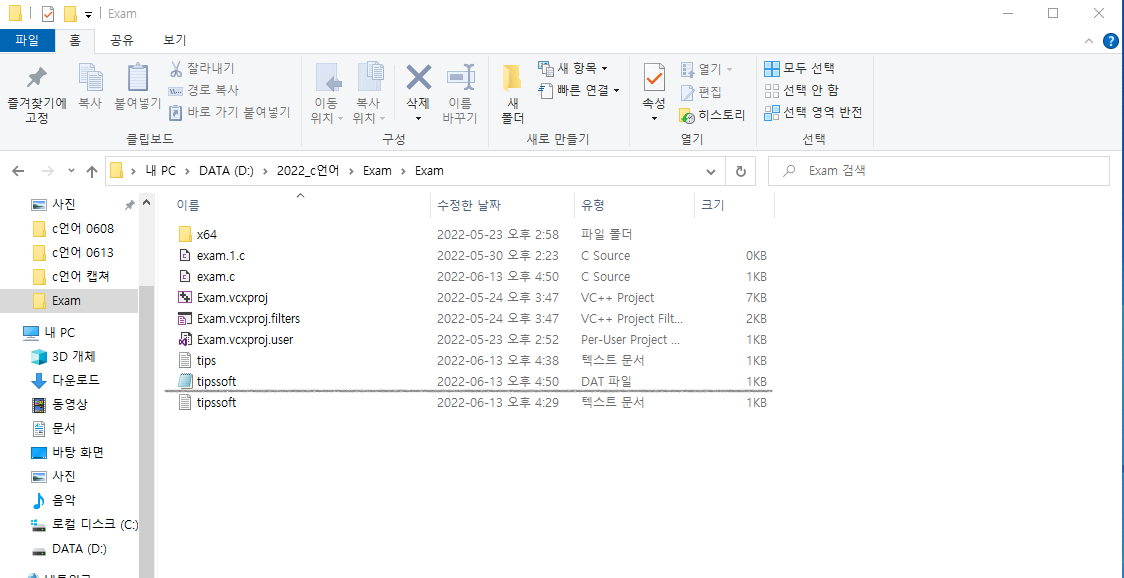 Exam
파일 홈 공유 보기
즐겨찾기에 고정
복사
붙여넣기
잘라내기
경로 복사
바로 가기 붙여넣기
클립보드
이동 위치
복사 위치
삭제
이름 바꾸기
구성
새 폴더
새 항목
빠른 연결
새로 만들기
속성
열기
편집
히스토리
열기
모두 선택
선택 안 함
선택 영역 반전
선택
내 PC > DATA (D:) > 2022_c언어 > Exam > Exam
Exam 검색
사진
c언어 0608
c언어 0613
c언어 캡쳐
Exam
내 PC
3D 개체
다운로드
동영상
문서
바탕 화면
사진
음악
로컬 디스크 (C:)
DATA (D:)
이름 수정한 날짜 유형 크기
x64 2022-05-23 오후 2:58 파일 폴더
exam.1.c 2022-05-30 오후 2:23 C Source 0KB
exam.c 2022-06-13 오후 4:50 C Source 1KB
Exam.vcxproj 2022-05-24 오후 3:47 VC++ Project 7KB
Exam.vcxproj.filters 2022-05-24 오후 3:47 VC++ Project Filt... 2KB
Exam.vcxproj.user 2022-05-23 오후 2:52 Per-User Project ... 1KB
tips 2022-06-13 오후 4:38 텍스트 문서 1KB
tipssoft 2022-06-13 오후 4:50 DAT 파일 1KB
tipssoft 2022-06-13 오후 4:29 텍스트 문서 1KB